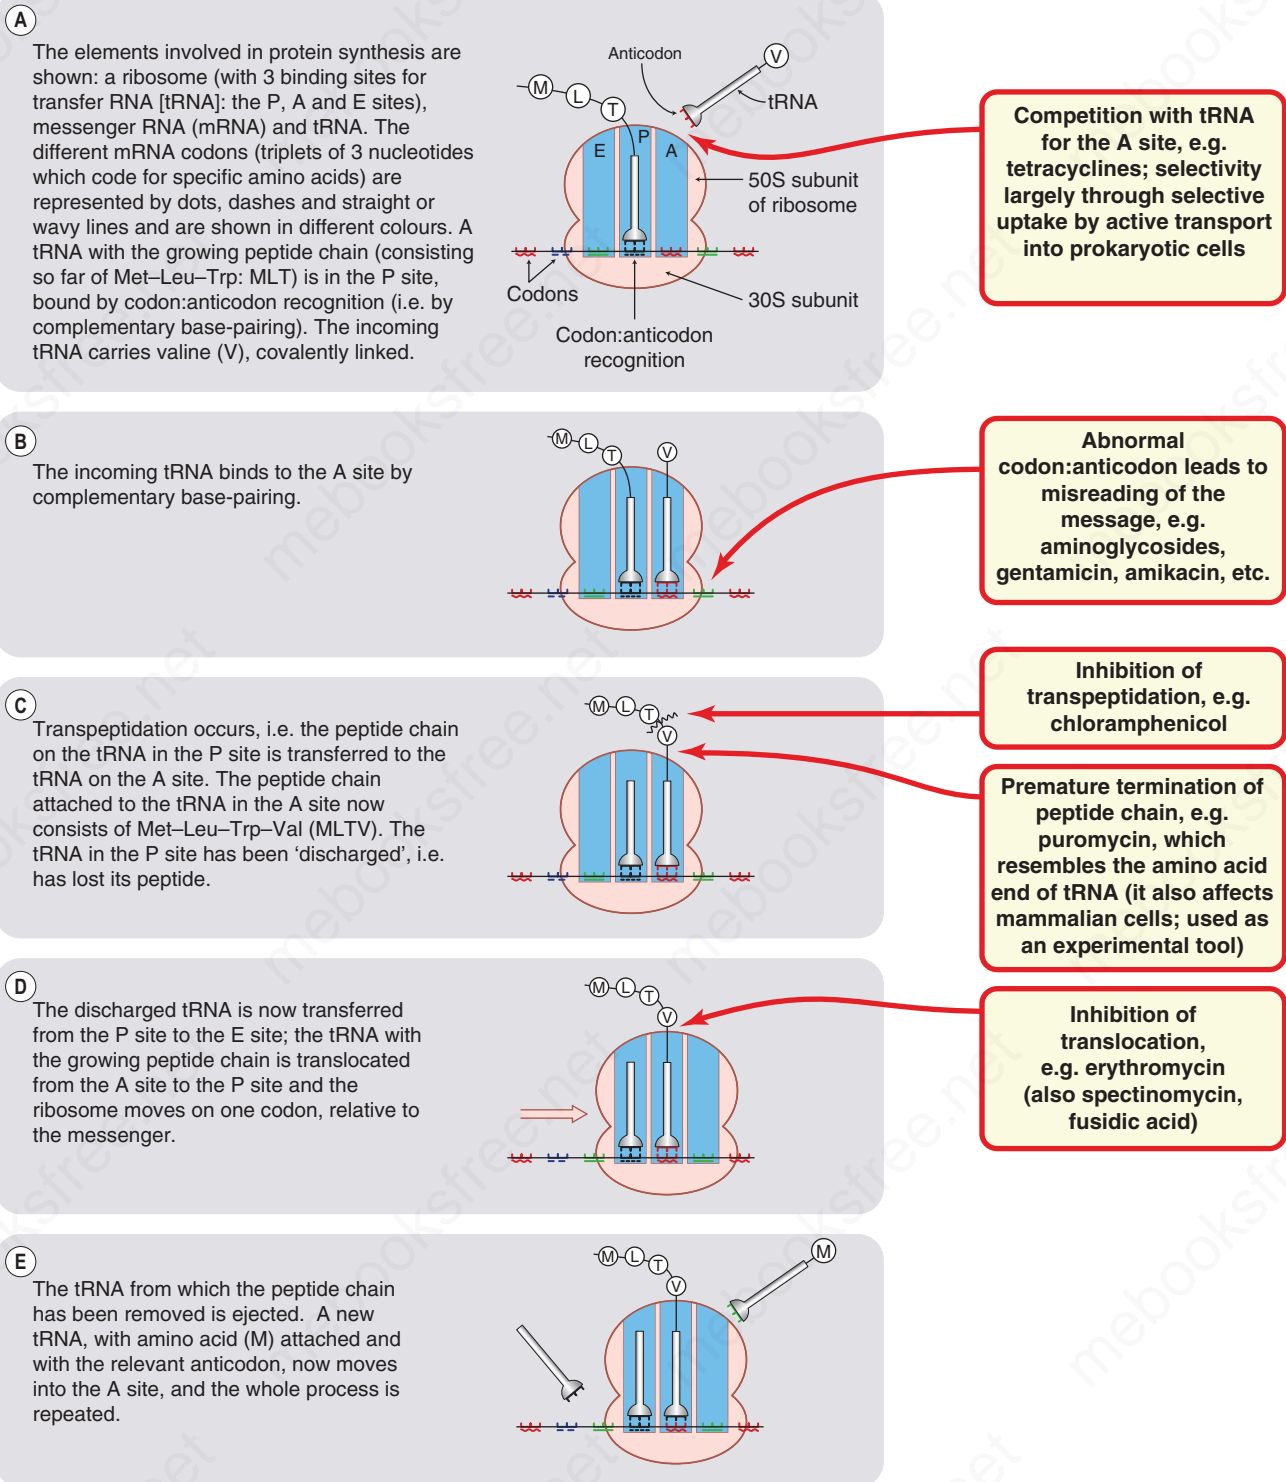 A
The elements involved in protein synthesis are
shown: a ribosome (with 3 binding sites for
transfer RNA [tRNA]: the P, A and E sites),
messenger RNA (mRNA) and tRNA. The
different mRNA codons (triplets of 3 nucleotides
which code for specific amino acids) are
represented by dots, dashes and straight or
wavy lines and are shown in different colours. A
tRNA with the growing peptide chain (consisting
so far of Met–Leu–Trp: MLT) is in the P site,
bound by codon:anticodon recognition (i.e. by
complementary base-pairing). The incoming
tRNA carries valine (V), covalently linked.
Anticodon
V
M
L
T
tRNA
E
P
A
50S subunit
of ribosome
Codons
30S subunit
Codon:anticodon
recognition
Competition with tRNA
for the A site, e.g.
tetracyclines; selectivity
largely through selective
uptake by active transport
into prokaryotic cells
B
The incoming tRNA binds to the A site by
complementary base-pairing.
M
L
T
V
Abnormal
codon:anticodon leads to
misreading of the
message, e.g.
aminoglycosides,
gentamicin, amikacin, etc.
C
Transpeptidation occurs, i.e. the peptide chain
on the tRNA in the P site is transferred to the
tRNA on the A site. The peptide chain
attached to the tRNA in the A site now
consists of Met–Leu–Trp–Val (MLTV). The
tRNA in the P site has been ‘discharged’, i.e.
has lost its peptide.
M
L
T
V
Inhibition of
transpeptidation, e.g.
chloramphenicol
Premature termination of
peptide chain, e.g.
puromycin, which
resembles the amino acid
end of tRNA (it also affects
mammalian cells; used as
an experimental tool)
D
The discharged tRNA is now transferred
from the P site to the E site; the tRNA with
the growing peptide chain is translocated
from the A site to the P site and the
ribosome moves on one codon, relative to
the messenger.
M
L
T
V
Inhibition of
translocation,
e.g. erythromycin
(also spectinomycin,
fusidic acid)
E
The tRNA from which the peptide chain
has been removed is ejected. A new
tRNA, with amino acid (M) attached and
with the relevant anticodon, now moves
into the A site, and the whole process is
repeated.
M
L
T
V
M
mebooksfree.net